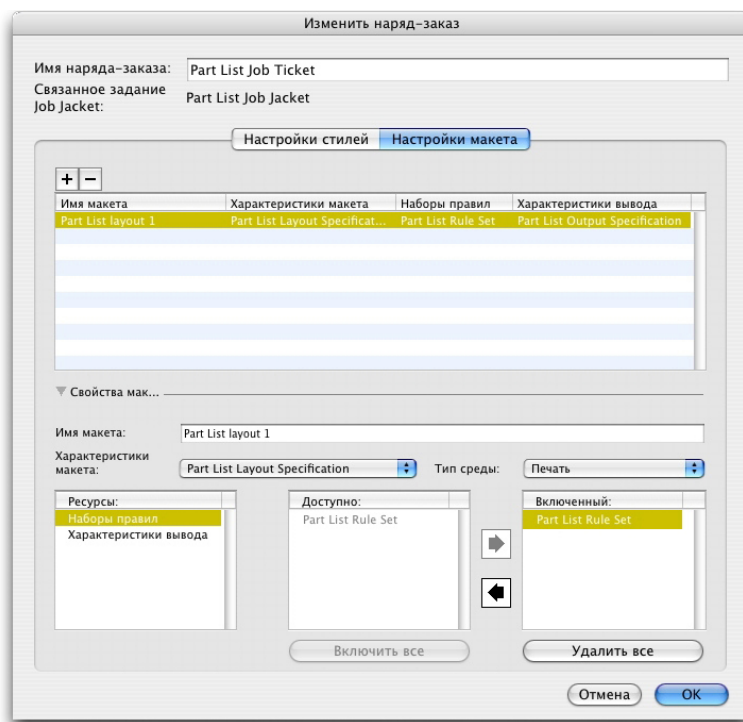 Изменить наряд-заказ
Имя наряда-заказа: Part List Job Ticket
Связанное задание
Job Jacket: Part List Job Jacket
Настройки стилей Настройки макета
+ −
Имя макета Характеристики макета Наборы правил Характеристики вывода
Part List layout 1 Part List Layout Specificat... Part List Rule Set Part List Output Specification
Свойства мак...
Имя макета: Part List layout 1
Характеристики
макета: Part List Layout Specification Тип среды: Печать
Ресурсы: Доступно: Включенный:
Наборы правил Part List Rule Set Part List Rule Set
Характеристики вывода
Включить все Удалить все
Отмена OK